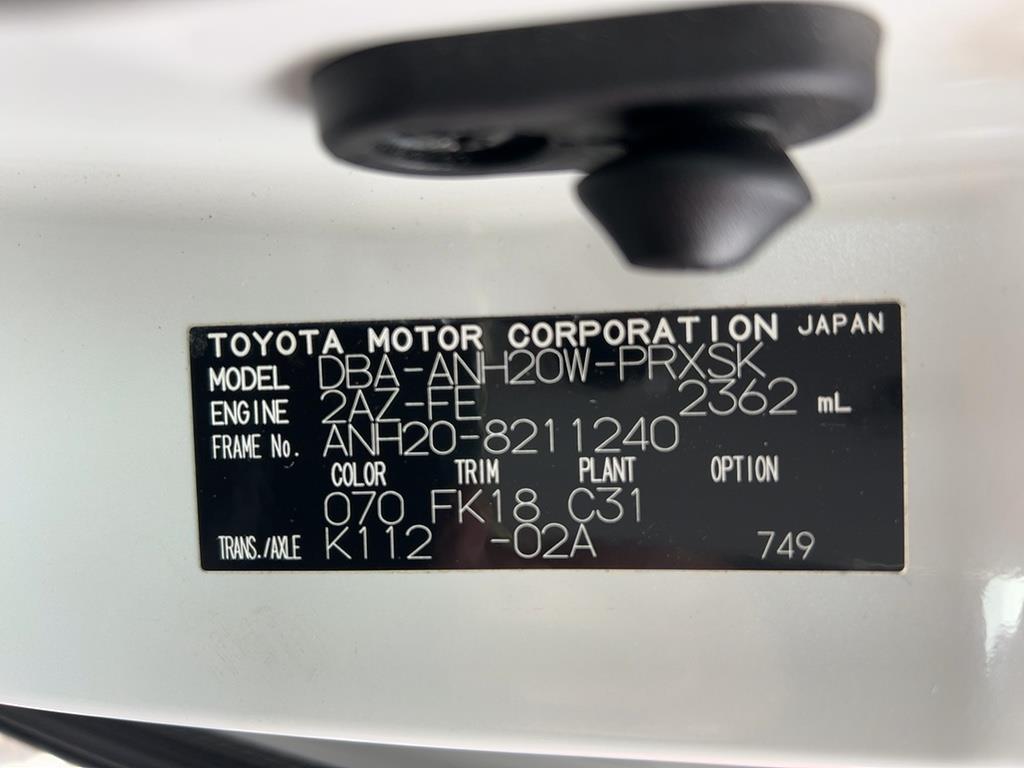 TOYOTA MOTOR CORPORATION JAPAN
MODEL DBA-ANH20W-PRXSK
ENGINE 2AZ-FE 2362 mL
FRAME No. ANH20-8211240
COLOR TRIM PLANT OPTION
070 FK18 C31
TRANS./AXLE K112 -02A 749